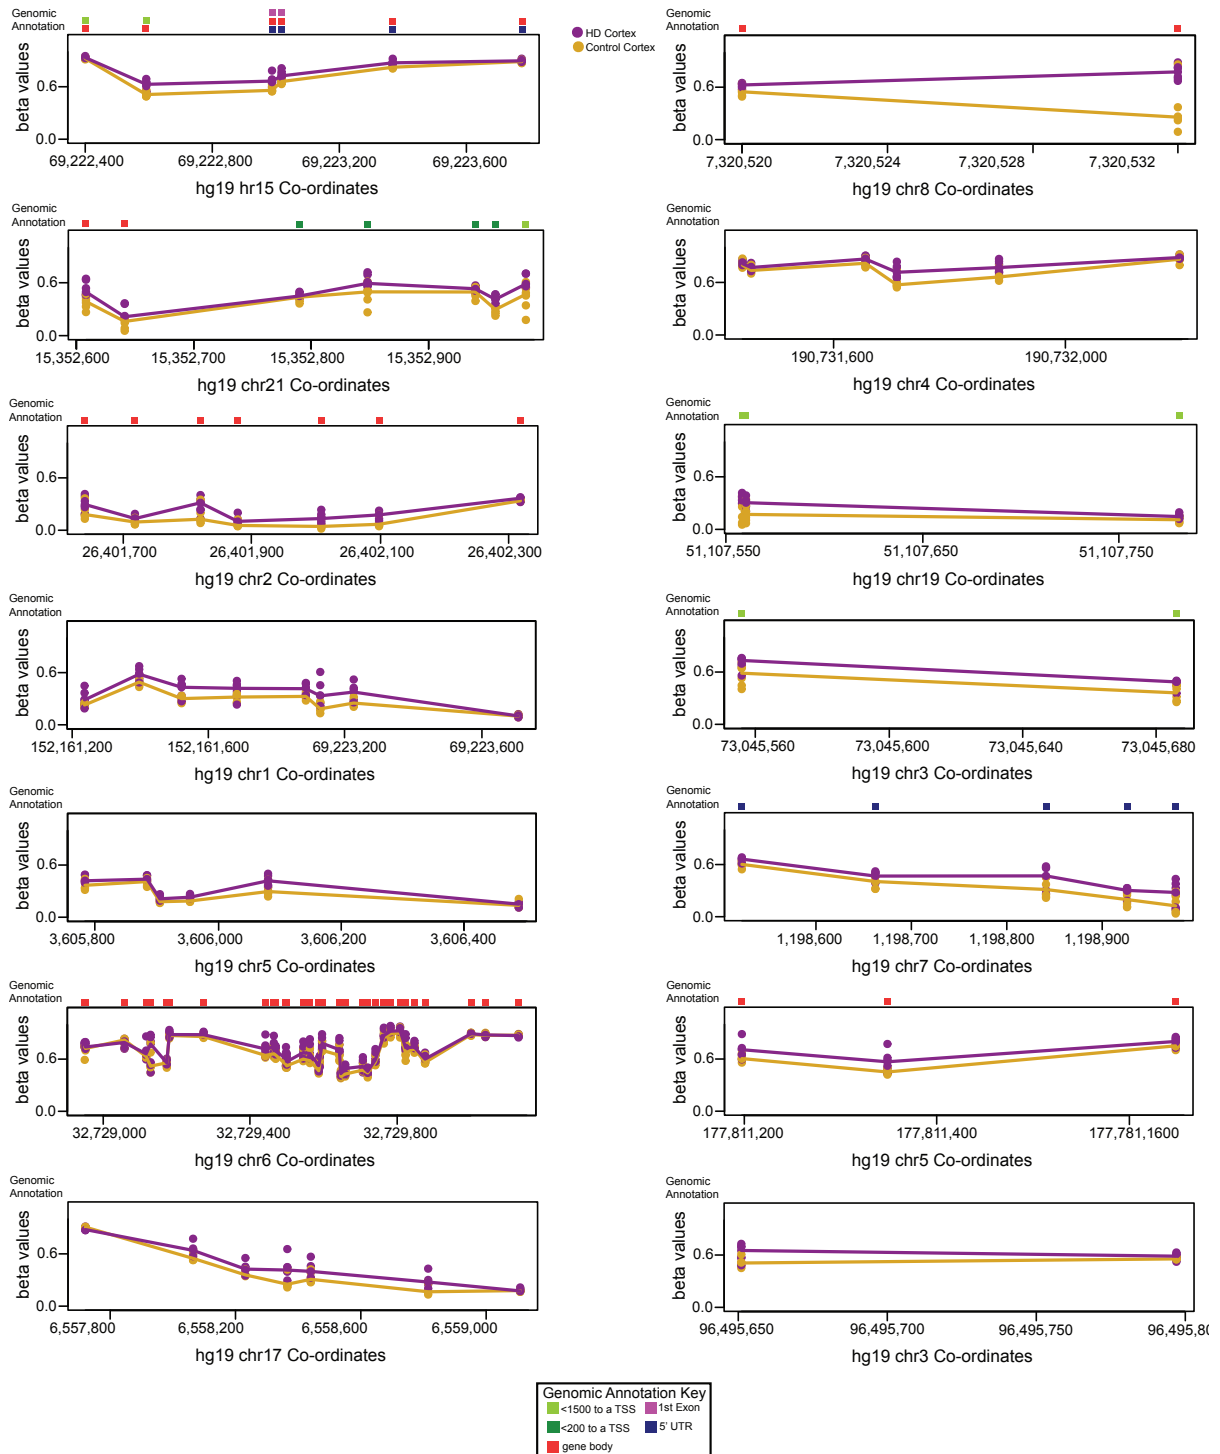 Genomic
Annotation
beta values
0.6
0.0
69,222,400
69,222,800
69,223,200
69,223,600
hg19 hr15 Co-ordinates
HD Cortex
Control Cortex
Genomic
Annotation
beta values
0.6
0.0
7,320,520
7,320,524
7,320,528
7,320,532
hg19 chr8 Co-ordinates
Genomic
Annotation
beta values
0.6
0.0
15,352,600
15,352,700
15,352,800
15,352,900
hg19 chr21 Co-ordinates
Genomic
Annotation
beta values
0.6
0.0
190,731,600
190,732,000
hg19 chr4 Co-ordinates
Genomic
Annotation
beta values
0.6
0.0
26,401,700
26,401,900
26,402,100
26,402,300
hg19 chr2 Co-ordinates
Genomic
Annotation
beta values
0.6
0.0
51,107,550
51,107,650
51,107,750
hg19 chr19 Co-ordinates
Genomic
Annotation
beta values
0.6
0.0
152,161,200
152,161,600
69,223,200
69,223,600
hg19 chr1 Co-ordinates
Genomic
Annotation
beta values
0.6
0.0
73,045,560
73,045,600
73,045,640
73,045,680
hg19 chr3 Co-ordinates
Genomic
Annotation
beta values
0.6
0.0
3,605,800
3,606,000
3,606,200
3,606,400
hg19 chr5 Co-ordinates
Genomic
Annotation
beta values
0.6
0.0
1,198,600
1,198,700
1,198,800
1,198,900
hg19 chr7 Co-ordinates
Genomic
Annotation
beta values
0.6
0.0
32,729,000
32,729,400
32,729,800
hg19 chr6 Co-ordinates
Genomic
Annotation
beta values
0.6
0.0
177,811,200
177,811,400
177,781,1600
hg19 chr5 Co-ordinates
Genomic
Annotation
beta values
0.6
0.0
6,557,800
6,558,200
6,558,600
6,559,000
hg19 chr17 Co-ordinates
Genomic
Annotation
beta values
0.6
0.0
96,495,650
96,495,700
96,495,750
96,495,80
hg19 chr3 Co-ordinates
Genomic Annotation Key
<1500 to a TSS
1st Exon
<200 to a TSS
5' UTR
gene body